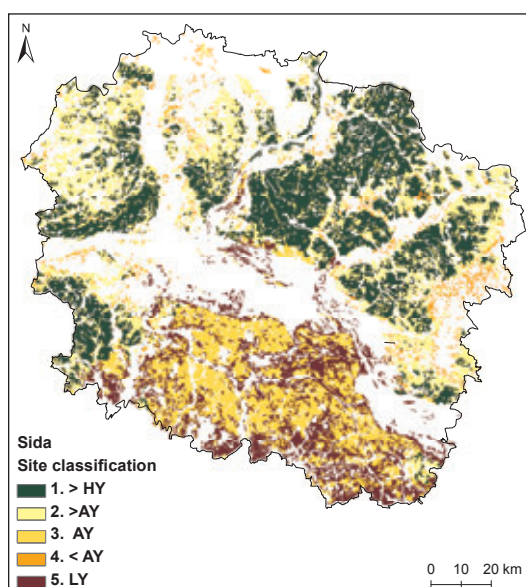 N
Sida
Site classification
1. > HY
2. >AY
3. AY
4. < AY
5. LY
0 10 20 km